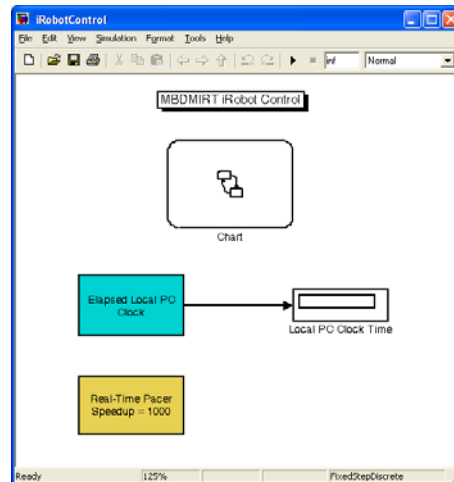 iRobotControl
File Edit View Simulation Format Tools Help
inf Normal
MBDMIRT iRobot Control
Chart
Elapsed Local PC
Clock
Local PC Clock Time
Real-Time Pacer
Speedup = 1000
Ready 125% FixedStepDiscrete